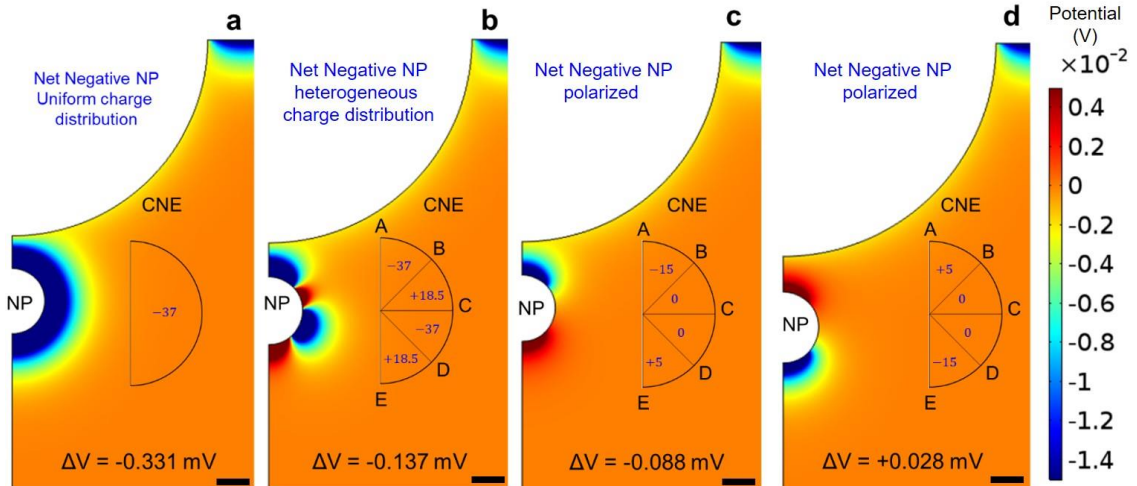 a
Net Negative NP
Uniform charge
distribution
CNE
NP
−37
ΔV = -0.331 mV
b
Net Negative NP
heterogeneous
charge distribution
CNE
A
B
−37
+18.5
C
NP
−37
+18.5
D
E
ΔV = -0.137 mV
c
Net Negative NP
polarized
CNE
A
B
−15
0
C
NP
0
+5
D
E
ΔV = -0.088 mV
d
Net Negative NP
polarized
CNE
A
B
+5
0
C
NP
0
−15
D
E
ΔV = +0.028 mV
Potential
(V)
×10⁻²
0.4
0.2
0
-0.2
-0.4
-0.6
-0.8
-1
-1.2
-1.4